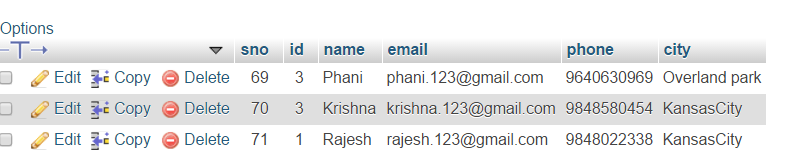 Options
sno id name email phone city
Edit Copy Delete 69 3 Phani phani.123@gmail.com 9640630969 Overland park
Edit Copy Delete 70 3 Krishna krishna.123@gmail.com 9848580454 KansasCity
Edit Copy Delete 71 1 Rajesh rajesh.123@gmail.com 9848022338 KansasCity